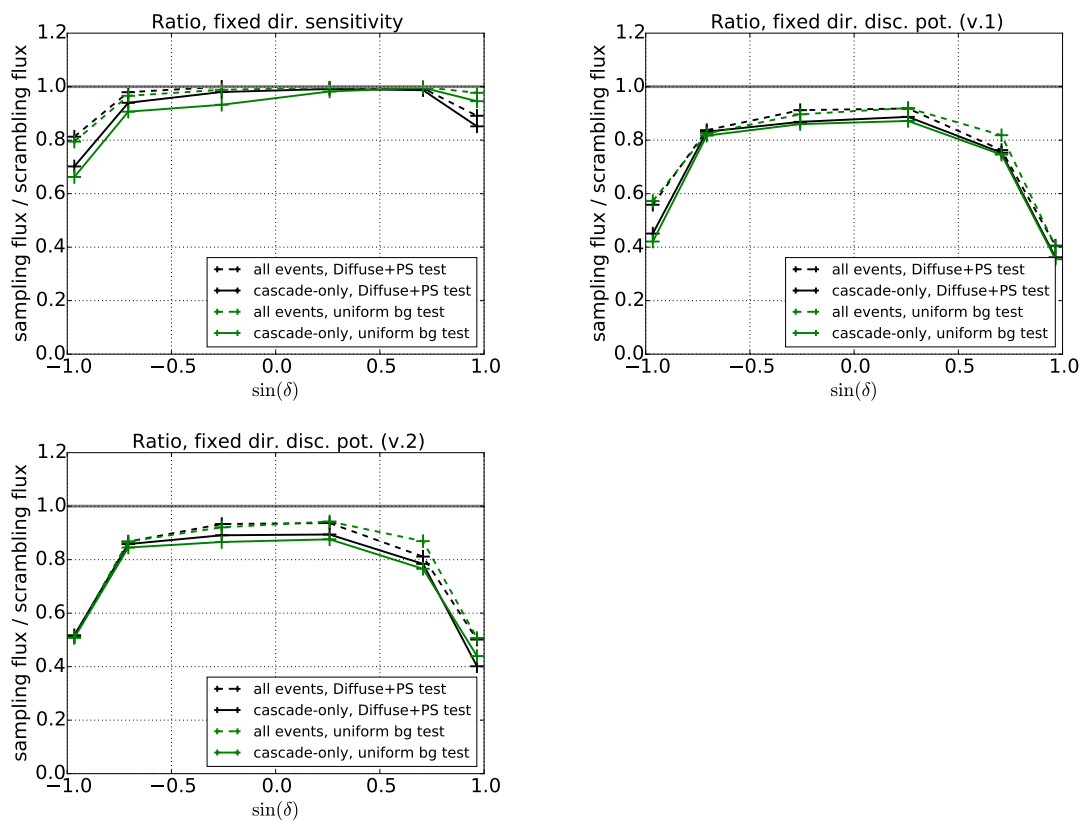 Ratio, fixed dir. sensitivity
sampling flux / scrambling flux
1.2
1.0
0.8
0.6
0.4
0.2
0.0
−1.0 −0.5 0.0 0.5 1.0
sin(δ)
all events, Diffuse+PS test
cascade-only, Diffuse+PS test
all events, uniform bg test
cascade-only, uniform bg test
Ratio, fixed dir. disc. pot. (v.1)
sampling flux / scrambling flux
1.2
1.0
0.8
0.6
0.4
0.2
0.0
−1.0 −0.5 0.0 0.5 1.0
sin(δ)
all events, Diffuse+PS test
cascade-only, Diffuse+PS test
all events, uniform bg test
cascade-only, uniform bg test
Ratio, fixed dir. disc. pot. (v.2)
sampling flux / scrambling flux
1.2
1.0
0.8
0.6
0.4
0.2
0.0
−1.0 −0.5 0.0 0.5 1.0
sin(δ)
all events, Diffuse+PS test
cascade-only, Diffuse+PS test
all events, uniform bg test
cascade-only, uniform bg test